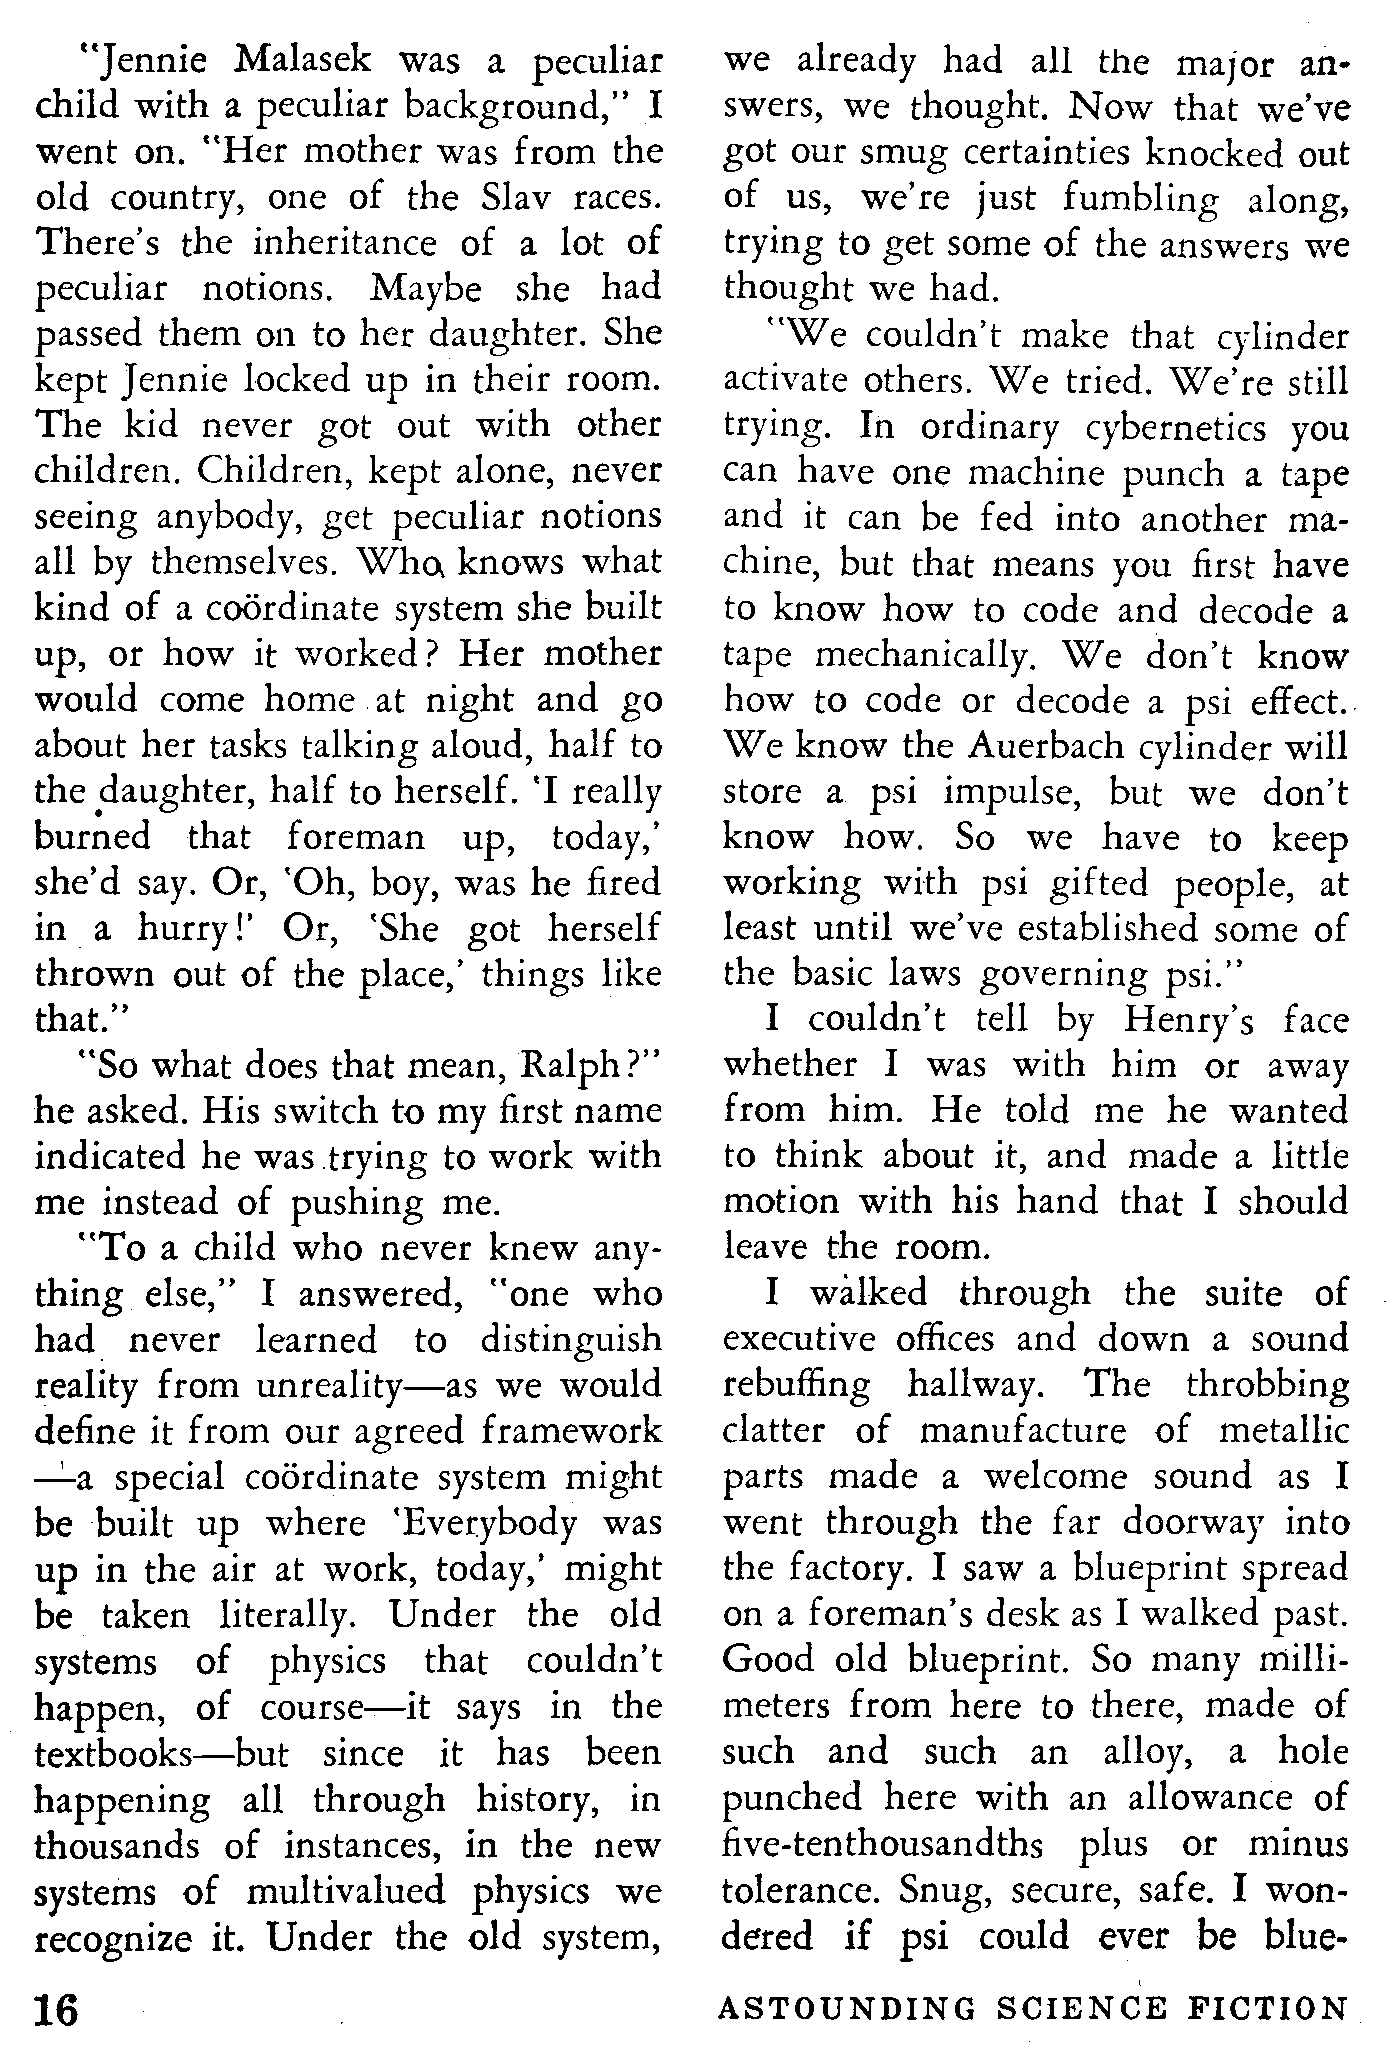 "Jennie Malasek was a peculiar
child with a peculiar background," I
went on. "Her mother was from the
old country, one of the Slav races.
There's the inheritance of a lot of
peculiar notions. Maybe she had
passed them on to her daughter. She
kept Jennie locked up in their room.
The kid never got out with other
children. Children, kept alone, never
seeing anybody, get peculiar notions
all by themselves. Who knows what
kind of a coördinate system she built
up, or how it worked? Her mother
would come home at night and go
about her tasks talking aloud, half to
the daughter, half to herself. 'I really
burned that foreman up, today,'
she'd say. Or, 'Oh, boy, was he fired
in a hurry!' Or, 'She got herself
thrown out of the place,' things like
that."
"So what does that mean, Ralph?"
he asked. His switch to my first name
indicated he was trying to work with
me instead of pushing me.
"To a child who never knew any-
thing else," I answered, "one who
had never learned to distinguish
reality from unreality—as we would
define it from our agreed framework
—a special coördinate system might
be built up where 'Everybody was
up in the air at work, today,' might
be taken literally. Under the old
systems of physics that couldn't
happen, of course—it says in the
textbooks—but since it has been
happening all through history, in
thousands of instances, in the new
systems of multivalued physics we
recognize it. Under the old system,
we already had all the major an-
swers, we thought. Now that we've
got our smug certainties knocked out
of us, we're just fumbling along,
trying to get some of the answers we
thought we had.
"We couldn't make that cylinder
activate others. We tried. We're still
trying. In ordinary cybernetics you
can have one machine punch a tape
and it can be fed into another ma-
chine, but that means you first have
to know how to code and decode a
tape mechanically. We don't know
how to code or decode a psi effect.
We know the Auerbach cylinder will
store a psi impulse, but we don't
know how. So we have to keep
working with psi gifted people, at
least until we've established some of
the basic laws governing psi."
I couldn't tell by Henry's face
whether I was with him or away
from him. He told me he wanted
to think about it, and made a little
motion with his hand that I should
leave the room.
I walked through the suite of
executive offices and down a sound
rebuffing hallway. The throbbing
clatter of manufacture of metallic
parts made a welcome sound as I
went through the far doorway into
the factory. I saw a blueprint spread
on a foreman's desk as I walked past.
Good old blueprint. So many milli-
meters from here to there, made of
such and such an alloy, a hole
punched here with an allowance of
five-tenthousandths plus or minus
tolerance. Snug, secure, safe. I won-
dered if psi could ever be blue-
16
ASTOUNDING SCIENCE FICTION